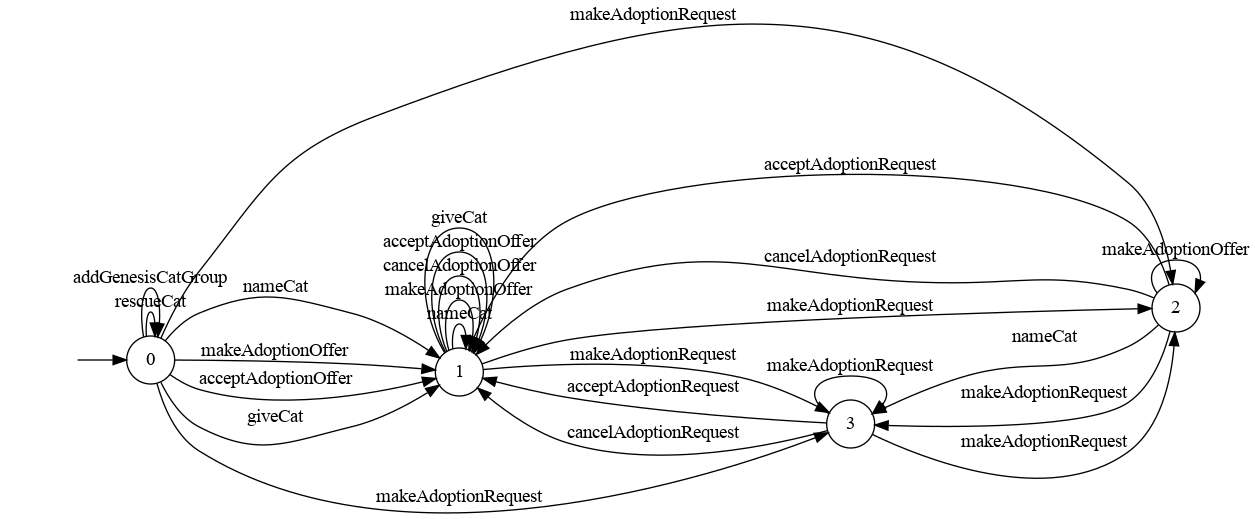 makeAdoptionRequest
acceptAdoptionRequest
giveCat
acceptAdoptionOffer
cancelAdoptionOffer
makeAdoptionOffer
nameCat
addGenesisCatGroup
rescueCat
nameCat
makeAdoptionOffer
acceptAdoptionOffer
giveCat
makeAdoptionRequest
cancelAdoptionRequest
makeAdoptionRequest
makeAdoptionOffer
makeAdoptionRequest
acceptAdoptionRequest
cancelAdoptionRequest
makeAdoptionRequest
nameCat
makeAdoptionRequest
makeAdoptionRequest
0
1
2
3